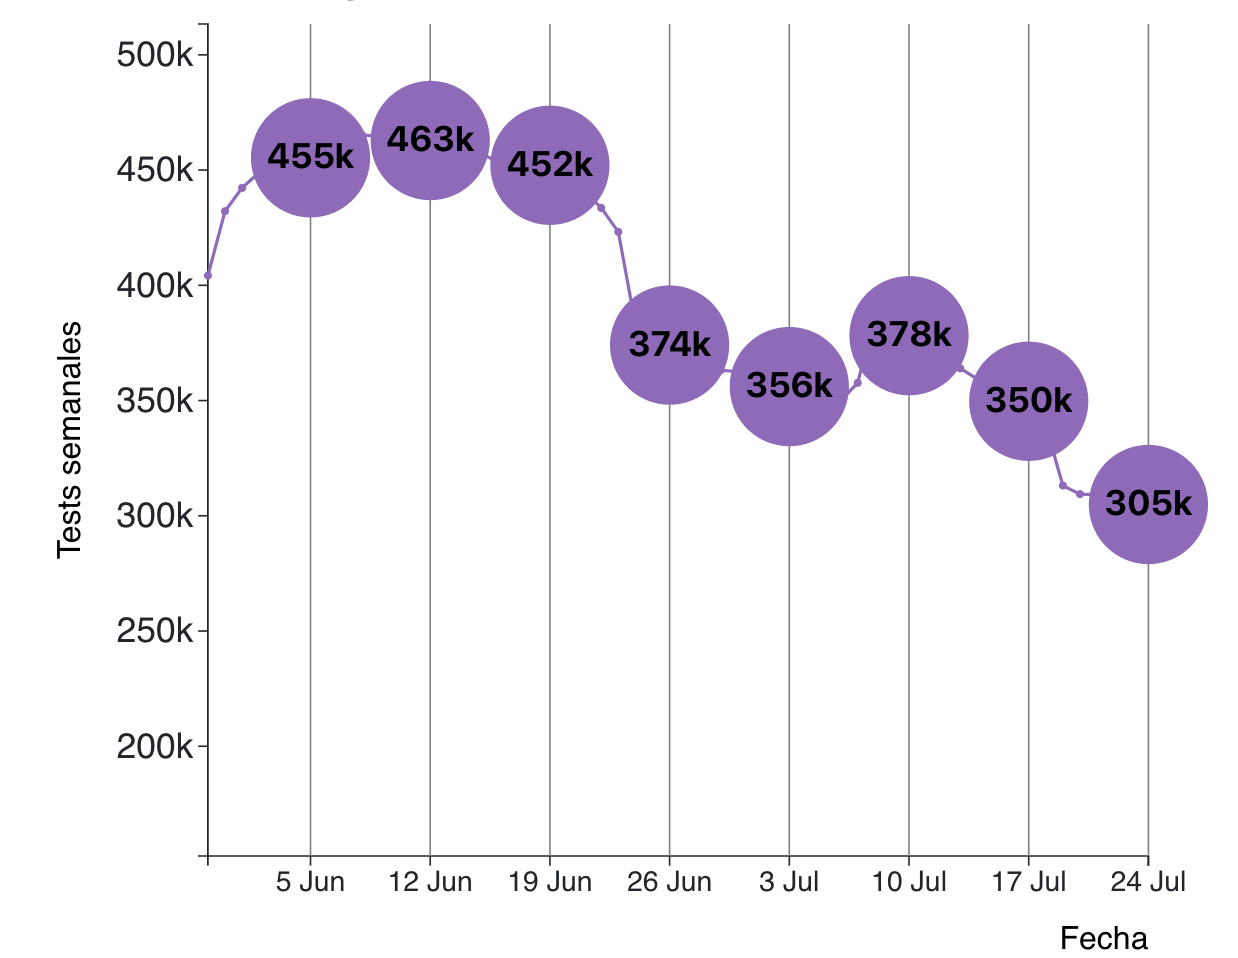 500k
450k
400k
350k
300k
250k
200k
Tests semanales
455k
463k
452k
374k
356k
378k
350k
305k
5 Jun 12 Jun 19 Jun 26 Jun 3 Jul 10 Jul 17 Jul 24 Jul
Fecha